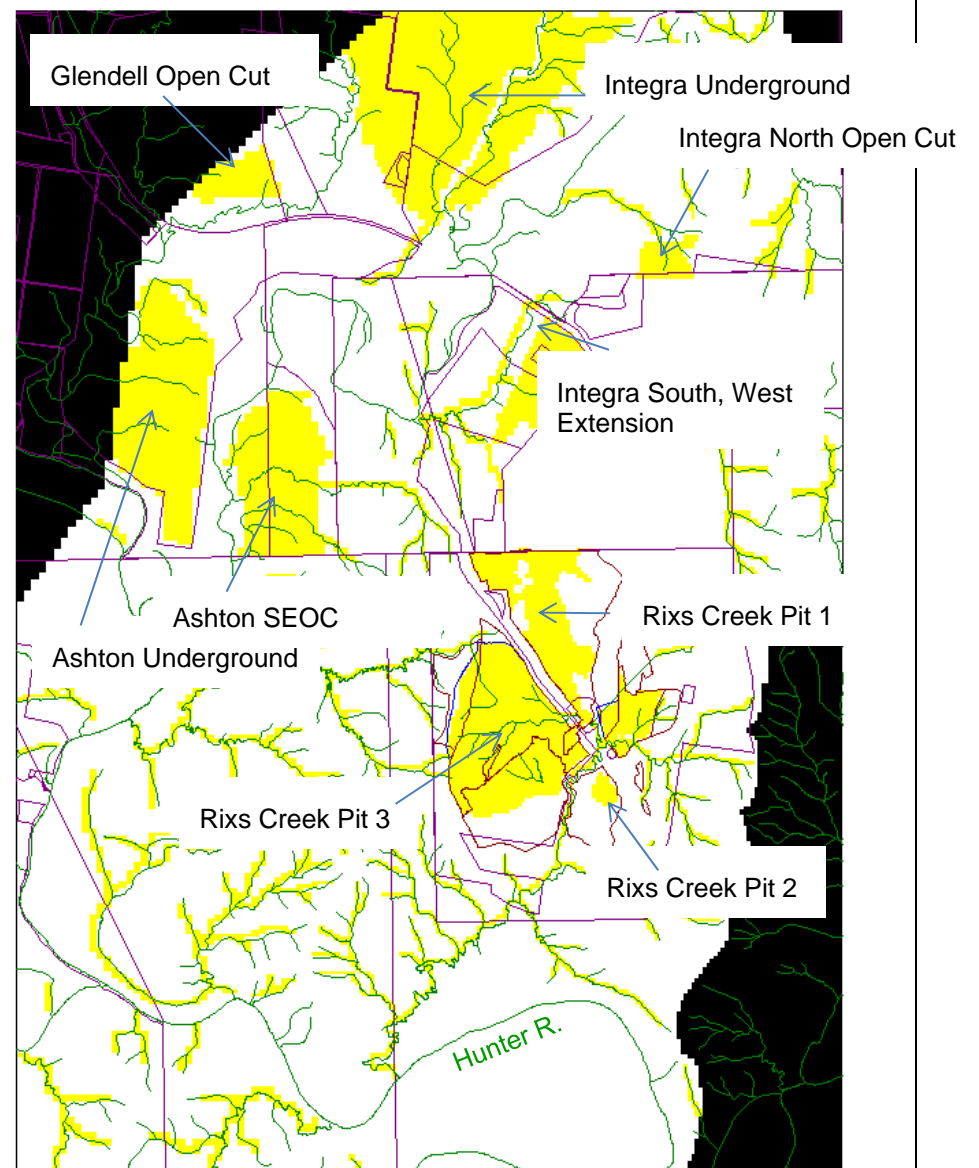 Glendell Open Cut
Integra Underground
Integra North Open Cut
Integra South, West
Extension
Ashton SEOC
Ashton Underground
Rixs Creek Pit 1
Rixs Creek Pit 3
Rixs Creek Pit 2
Hunter R.